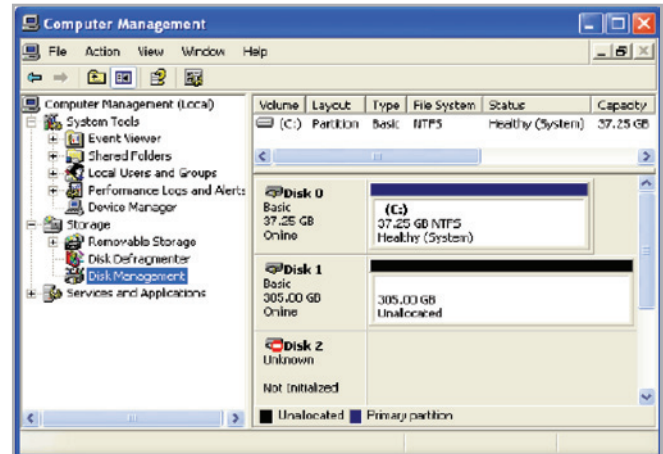 Computer Management
File Action View Window Help
Computer Management (Local)
System Tools
Event Viewer
Shared Folders
Local Users and Groups
Performance Logs and Alerts
Device Manager
Storage
Removable Storage
Disk Defragmenter
Disk Management
Services and Applications
Volume Layout Type File System Status Capacity
(C:) Partition Basic NTFS Healthy (System) 37.25 GB
Disk 0
Basic
37.25 GB
Online
(C:)
37.25 GB NTFS
Healthy (System)
Disk 1
Basic
305.00 GB
Online
305.00 GB
Unallocated
Disk 2
Unknown
Not Initialized
Unallocated Primary partition